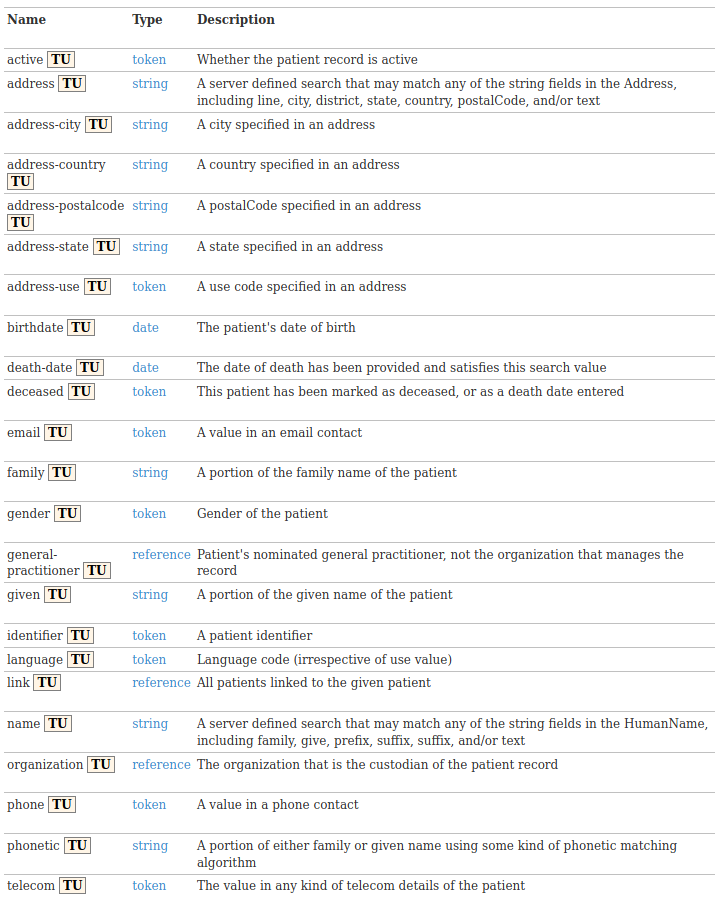 Name Type Description
active TU token Whether the patient record is active
address TU string A server defined search that may match any of the string fields in the Address,
including line, city, district, state, country, postalCode, and/or text
address-city TU string A city specified in an address
address-country string A country specified in an address
TU
address-postalcode string A postalCode specified in an address
TU
address-state TU string A state specified in an address
address-use TU token A use code specified in an address
birthdate TU date The patient's date of birth
death-date TU date The date of death has been provided and satisfies this search value
deceased TU token This patient has been marked as deceased, or as a death date entered
email TU token A value in an email contact
family TU string A portion of the family name of the patient
gender TU token Gender of the patient
general- reference Patient's nominated general practitioner, not the organization that manages the
practitioner TU record
given TU string A portion of the given name of the patient
identifier TU token A patient identifier
language TU token Language code (irrespective of use value)
link TU reference All patients linked to the given patient
name TU string A server defined search that may match any of the string fields in the HumanName,
including family, give, prefix, suffix, suffix, and/or text
organization TU reference The organization that is the custodian of the patient record
phone TU token A value in a phone contact
phonetic TU string A portion of either family or given name using some kind of phonetic matching
algorithm
telecom TU token The value in any kind of telecom details of the patient